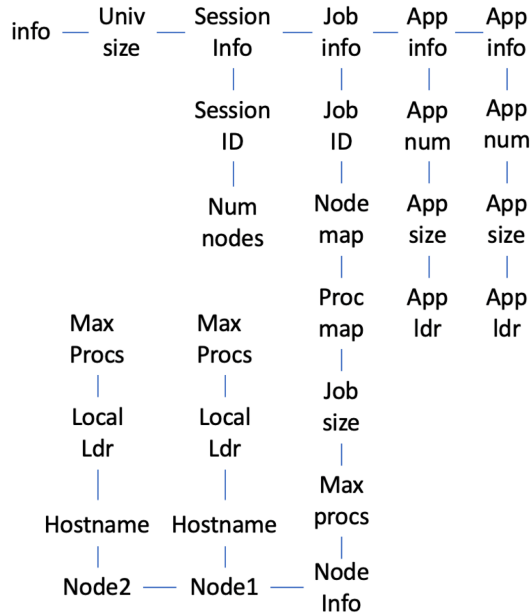 info
Univ
size
Session
Info
Job
info
App
info
App
info
Session
ID
Job
ID
App
num
App
num
Num
nodes
Node
map
App
size
App
size
Proc
map
App
ldr
App
ldr
Max
Procs
Max
Procs
Job
size
Local
Ldr
Local
Ldr
Max
procs
Hostname
Hostname
Node2
Node1
Node
Info